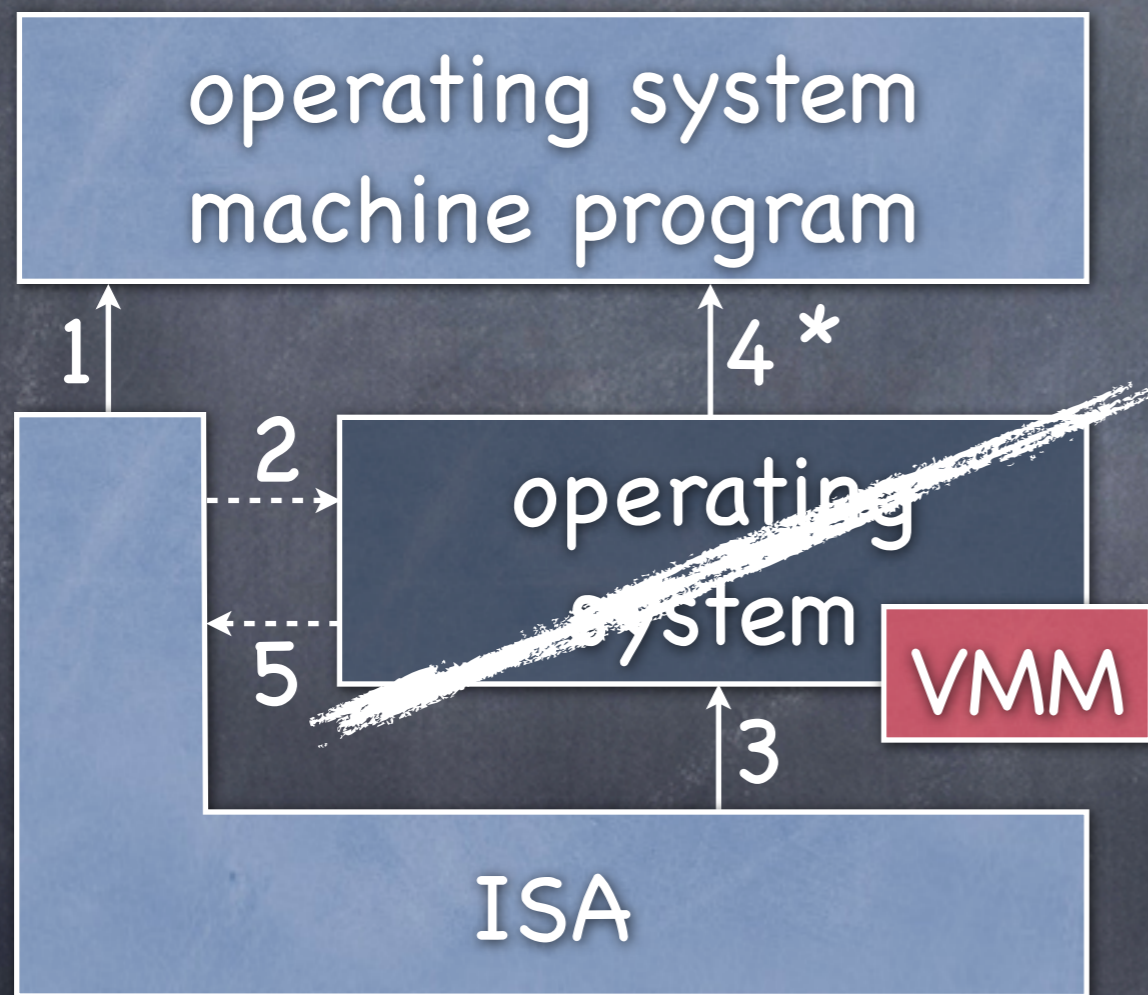 operating system
machine program
1
4 *
2
operating
system
5
VMM
3
ISA